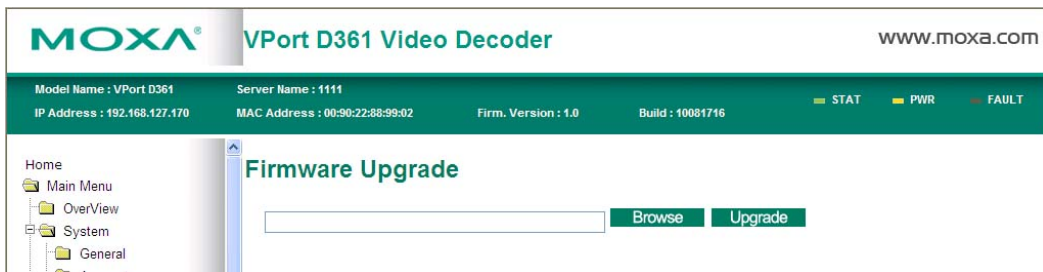 MOXA® VPort D361 Video Decoder www.moxa.com
Model Name : VPort D361 Server Name : 1111
IP Address : 192.168.127.170 MAC Address : 00:90:22:88:99:02 Firm. Version : 1.0 Build : 10081716
STAT PWR FAULT
Home
Main Menu
OverView
System
General
Firmware Upgrade
Browse Upgrade